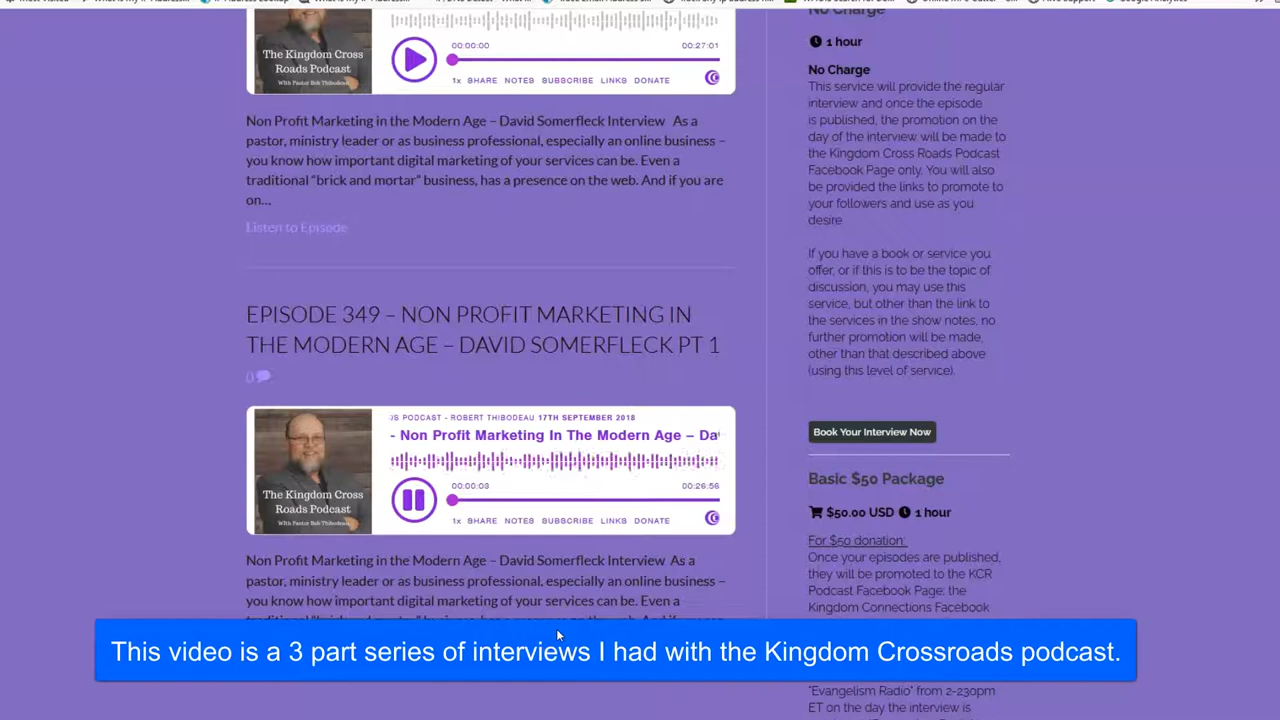 No Charge
The Kingdom Cross
Roads Podcast
With Pastor Bob Thibodeau
00:00:00
00:27:01
1x SHARE NOTES SUBSCRIBE LINKS DONATE
Non Profit Marketing in the Modern Age – David Somerfleck Interview As a
pastor, ministry leader or as business professional, especially an online business –
you know how important digital marketing of your services can be. Even a
traditional “brick and mortar” business, has a presence on the web. And if you are
on...
Listen to Episode
EPISODE 349 – NON PROFIT MARKETING IN
THE MODERN AGE – DAVID SOMERFLECK PT 1
0
The Kingdom Cross
Roads Podcast
With Pastor Bob Thibodeau
OS PODCAST - ROBERT THIBODEAU 17TH SEPTEMBER 2018
- Non Profit Marketing In The Modern Age – Da
00:00:03
00:26:56
1x SHARE NOTES SUBSCRIBE LINKS DONATE
Non Profit Marketing in the Modern Age – David Somerfleck Interview As a
pastor, ministry leader or as business professional, especially an online business –
you know how important digital marketing of your services can be. Even a
1 hour
No Charge
This service will provide the regular
interview and once the episode
is published, the promotion on the
day of the interview will be made to
the Kingdom Cross Roads Podcast
Facebook Page only. You will also
be provided the links to promote to
your followers and use as you
desire
If you have a book or service you
offer, or if this is to be the topic of
discussion, you may use this
service, but other than the link to
the services in the show notes, no
further promotion will be made,
other than that described above
(using this level of service).
Book Your Interview Now
Basic $50 Package
$50.00 USD 1 hour
For $50 donation:
Once your episodes are published,
they will be promoted to the KCR
Podcast Facebook Page; the
Kingdom Connections Facebook
This video is a 3 part series of interviews I had with the Kingdom Crossroads podcast.
"Evangelism Radio" from 2-230pm
ET on the day the interview is